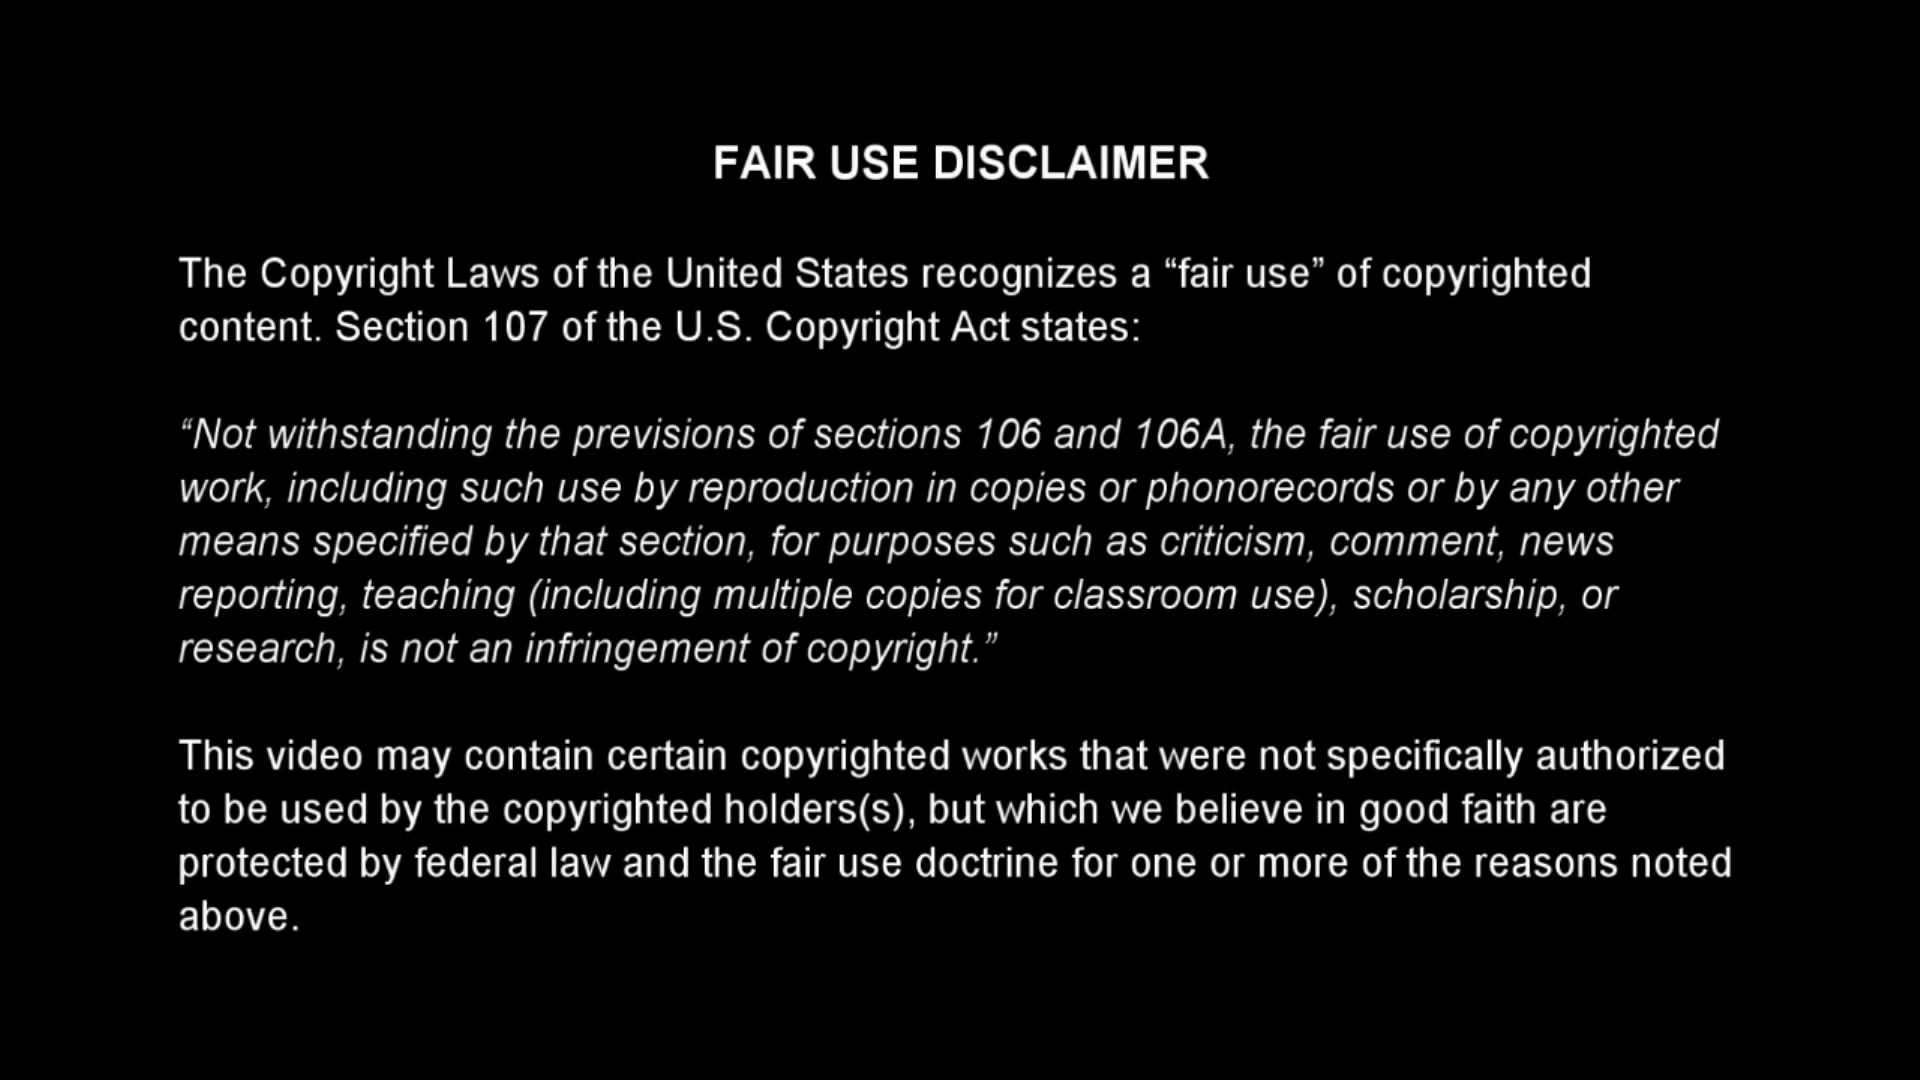 FAIR USE DISCLAIMER
The Copyright Laws of the United States recognizes a “fair use” of copyrighted
content. Section 107 of the U.S. Copyright Act states:
“Not withstanding the previsions of sections 106 and 106A, the fair use of copyrighted
work, including such use by reproduction in copies or phonorecords or by any other
means specified by that section, for purposes such as criticism, comment, news
reporting, teaching (including multiple copies for classroom use), scholarship, or
research, is not an infringement of copyright.”
This video may contain certain copyrighted works that were not specifically authorized
to be used by the copyrighted holders(s), but which we believe in good faith are
protected by federal law and the fair use doctrine for one or more of the reasons noted
above.